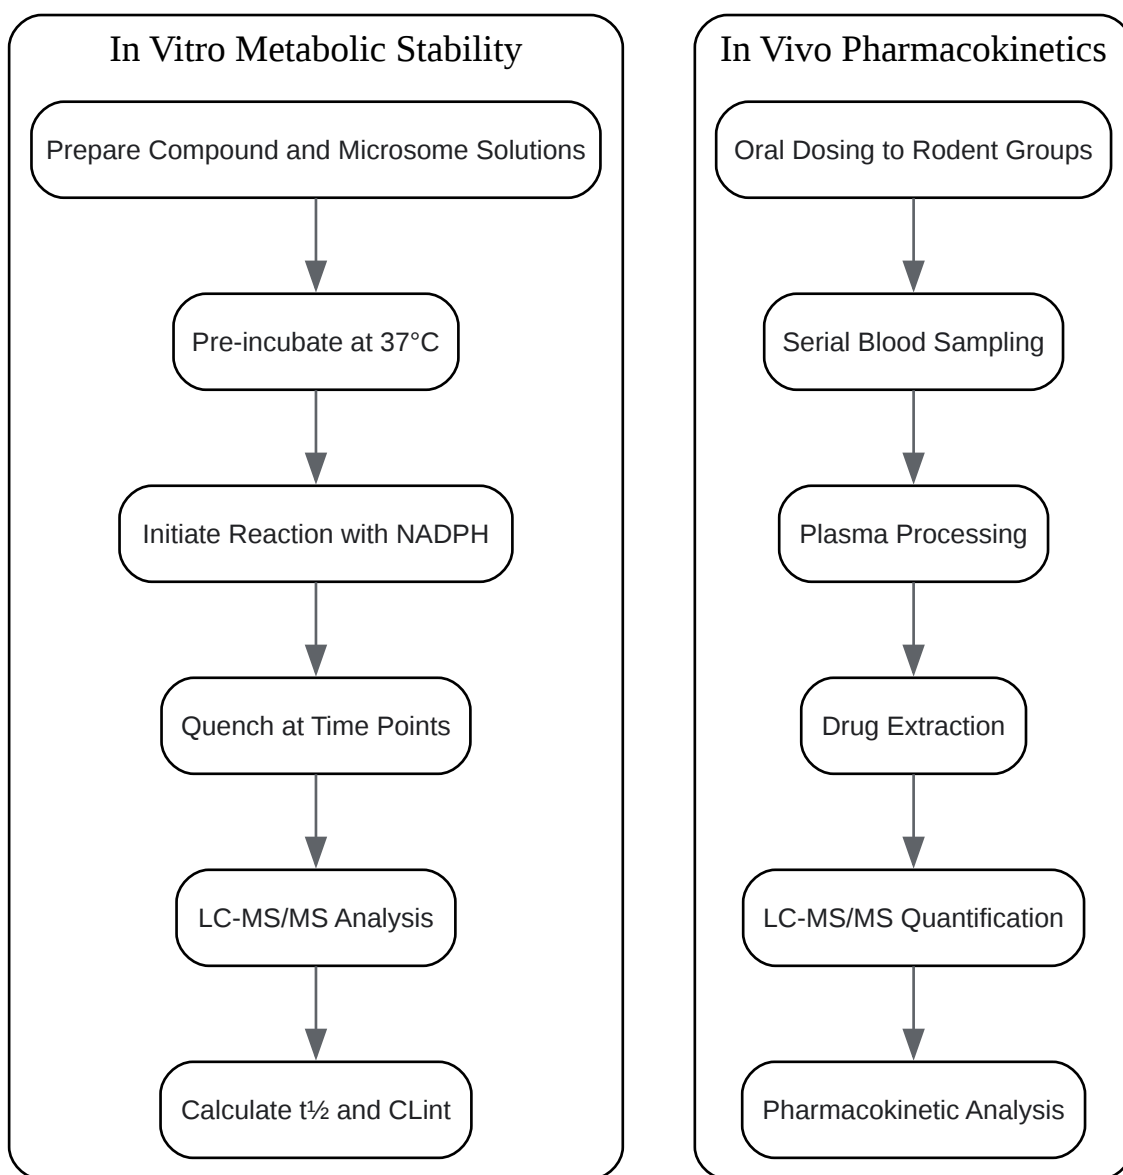 In Vitro Metabolic Stability
Prepare Compound and Microsome Solutions
Pre-incubate at 37°C
Initiate Reaction with NADPH
Quench at Time Points
LC-MS/MS Analysis
Calculate t½ and CLint
In Vivo Pharmacokinetics
Oral Dosing to Rodent Groups
Serial Blood Sampling
Plasma Processing
Drug Extraction
LC-MS/MS Quantification
Pharmacokinetic Analysis